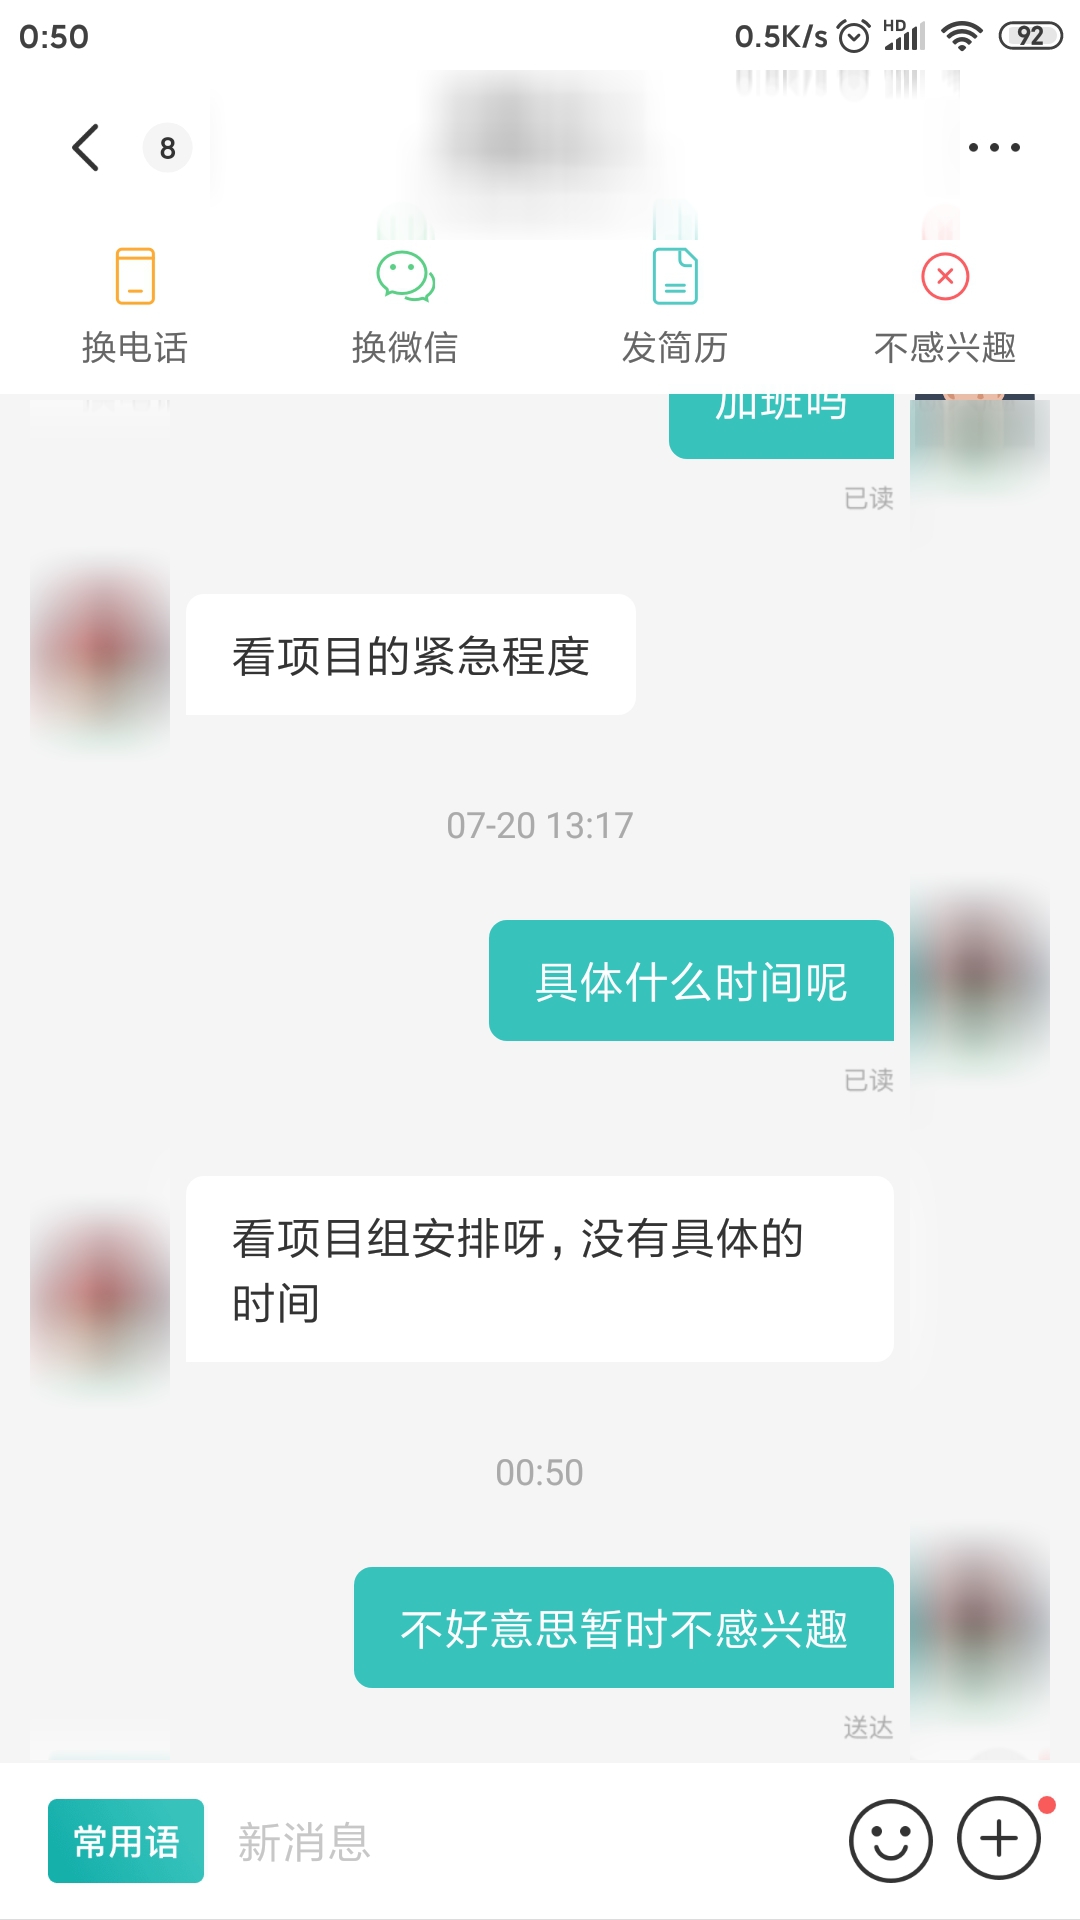 0:50
0.5K/s HD 92
8
换电话 换微信 发简历 不感兴趣
加班吗
已读
看项目的紧急程度
07-20 13:17
具体什么时间呢
已读
看项目组安排呀,没有具体的
时间
00:50
不好意思暂时不感兴趣
送达
常用语 新消息